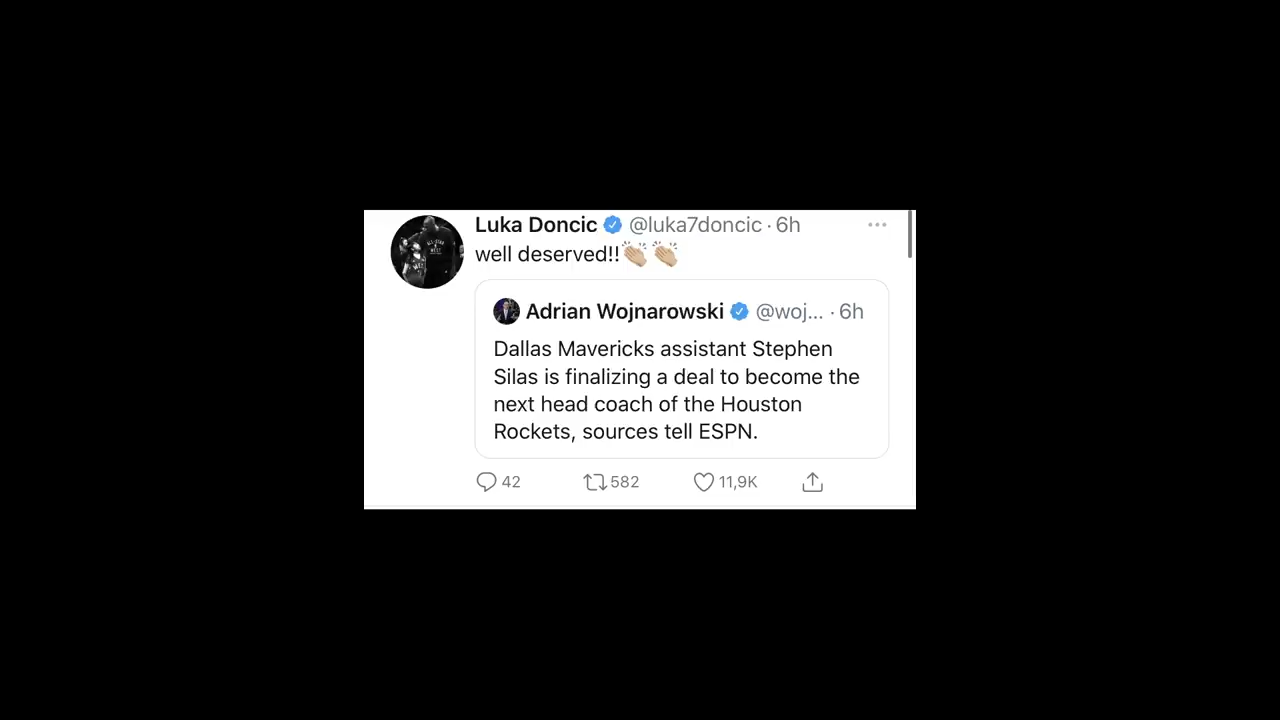 Luka Doncic @luka7doncic · 6h
well deserved!!👏🏼 👏🏼
Adrian Wojnarowski @woj... · 6h
Dallas Mavericks assistant Stephen
Silas is finalizing a deal to become the
next head coach of the Houston
Rockets, sources tell ESPN.
42 582 11,9K